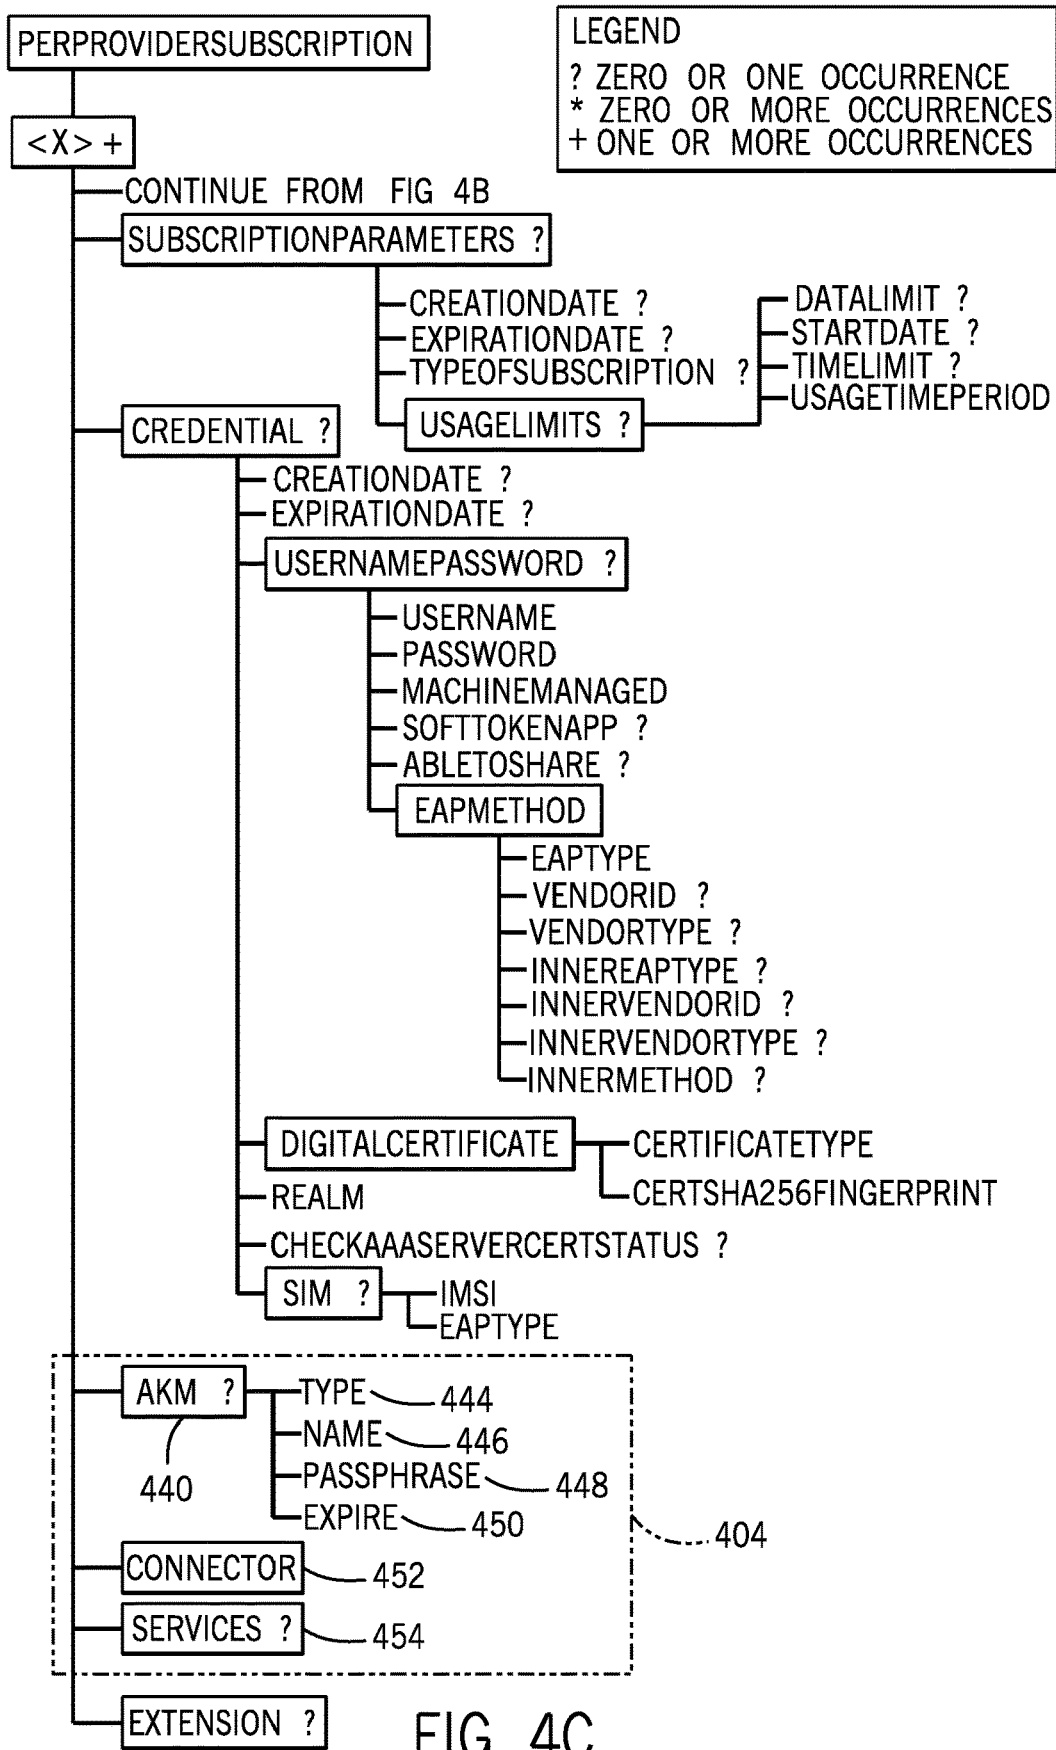 PERPROVIDERSUBSCRIPTION
LEGEND
? ZERO OR ONE OCCURRENCE
* ZERO OR MORE OCCURRENCES
+ ONE OR MORE OCCURRENCES
<X> +
CONTINUE FROM FIG 4B
SUBSCRIPTIONPARAMETERS ?
CREATIONDATE ?
EXPIRATIONDATE ?
TYPEOFSUBSCRIPTION ?
USAGELIMITS ?
DATALIMIT ?
STARTDATE ?
TIMELIMIT ?
USAGETIMEPERIOD
CREDENTIAL ?
CREATIONDATE ?
EXPIRATIONDATE ?
USERNAMEPASSWORD ?
USERNAME
PASSWORD
MACHINEMANAGED
SOFTTOKENAPP ?
ABLETOSHARE ?
EAPMETHOD
EAPTYPE
VENDORID ?
VENDORTYPE ?
INNEREAPTYPE ?
INNERVENDORID ?
INNERVENDORTYPE ?
INNERMETHOD ?
DIGITALCERTIFICATE
CERTIFICATETYPE
CERTSHA256FINGERPRINT
REALM
CHECKAAASERVERCERTSTATUS ?
SIM ?
IMSI
EAPTYPE
AKM ?
440
TYPE 444
NAME 446
PASSPHRASE 448
EXPIRE 450
404
CONNECTOR 452
SERVICES ? 454
EXTENSION ?
FIG 4C